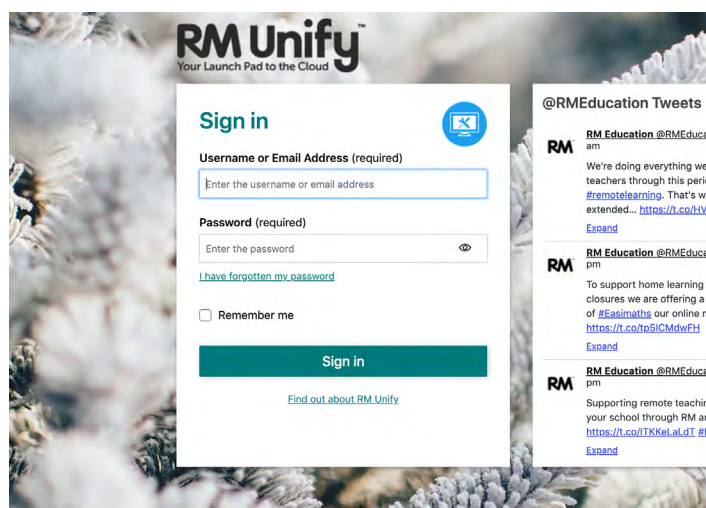 RM Unify™
Your Launch Pad to the Cloud
Sign in
Username or Email Address (required)
Enter the username or email address
Password (required)
Enter the password
I have forgotten my password
Remember me
Sign in
Find out about RM Unify
@RMEducation Tweets
RM
RM Education @RMEduca
am
We're doing everything we
teachers through this peri
#remotelearning. That's w
extended... https://t.co/HV
Expand
RM
RM Education @RMEduca
pm
To support home learning
closures we are offering a
of #Easimaths our online
https://t.co/tp5ICMdwFH
Expand
RM
RM Education @RMEduca
pm
Supporting remote teachin
your school through RM
https://t.co/ITKKeLaLdT
Expand